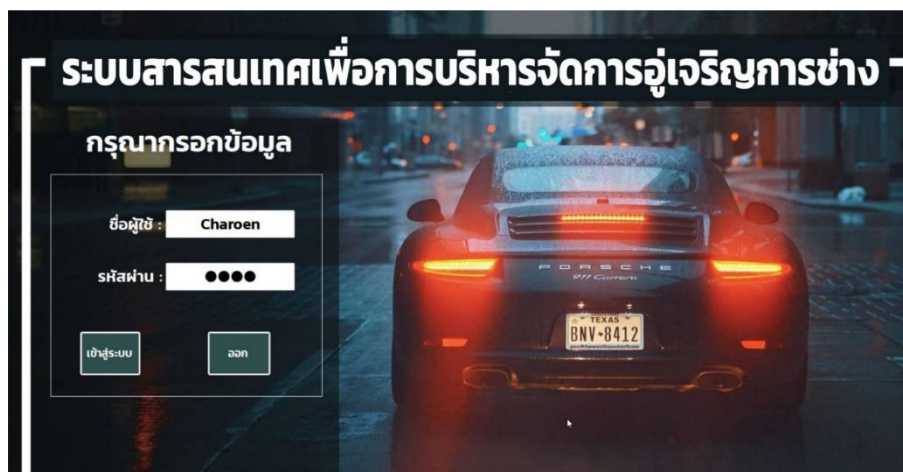 ระบบสารสนเทศเพื่อการบริหารจัดการอู่เจริญการช่าง
กรุณากรอกข้อมูล
ชื่อผู้ใช้ : Charoen
รหัสผ่าน : ●●●●
เข้าสู่ระบบ ออก
PORSCHE
911 Carrera
TEXAS
BNV-8412